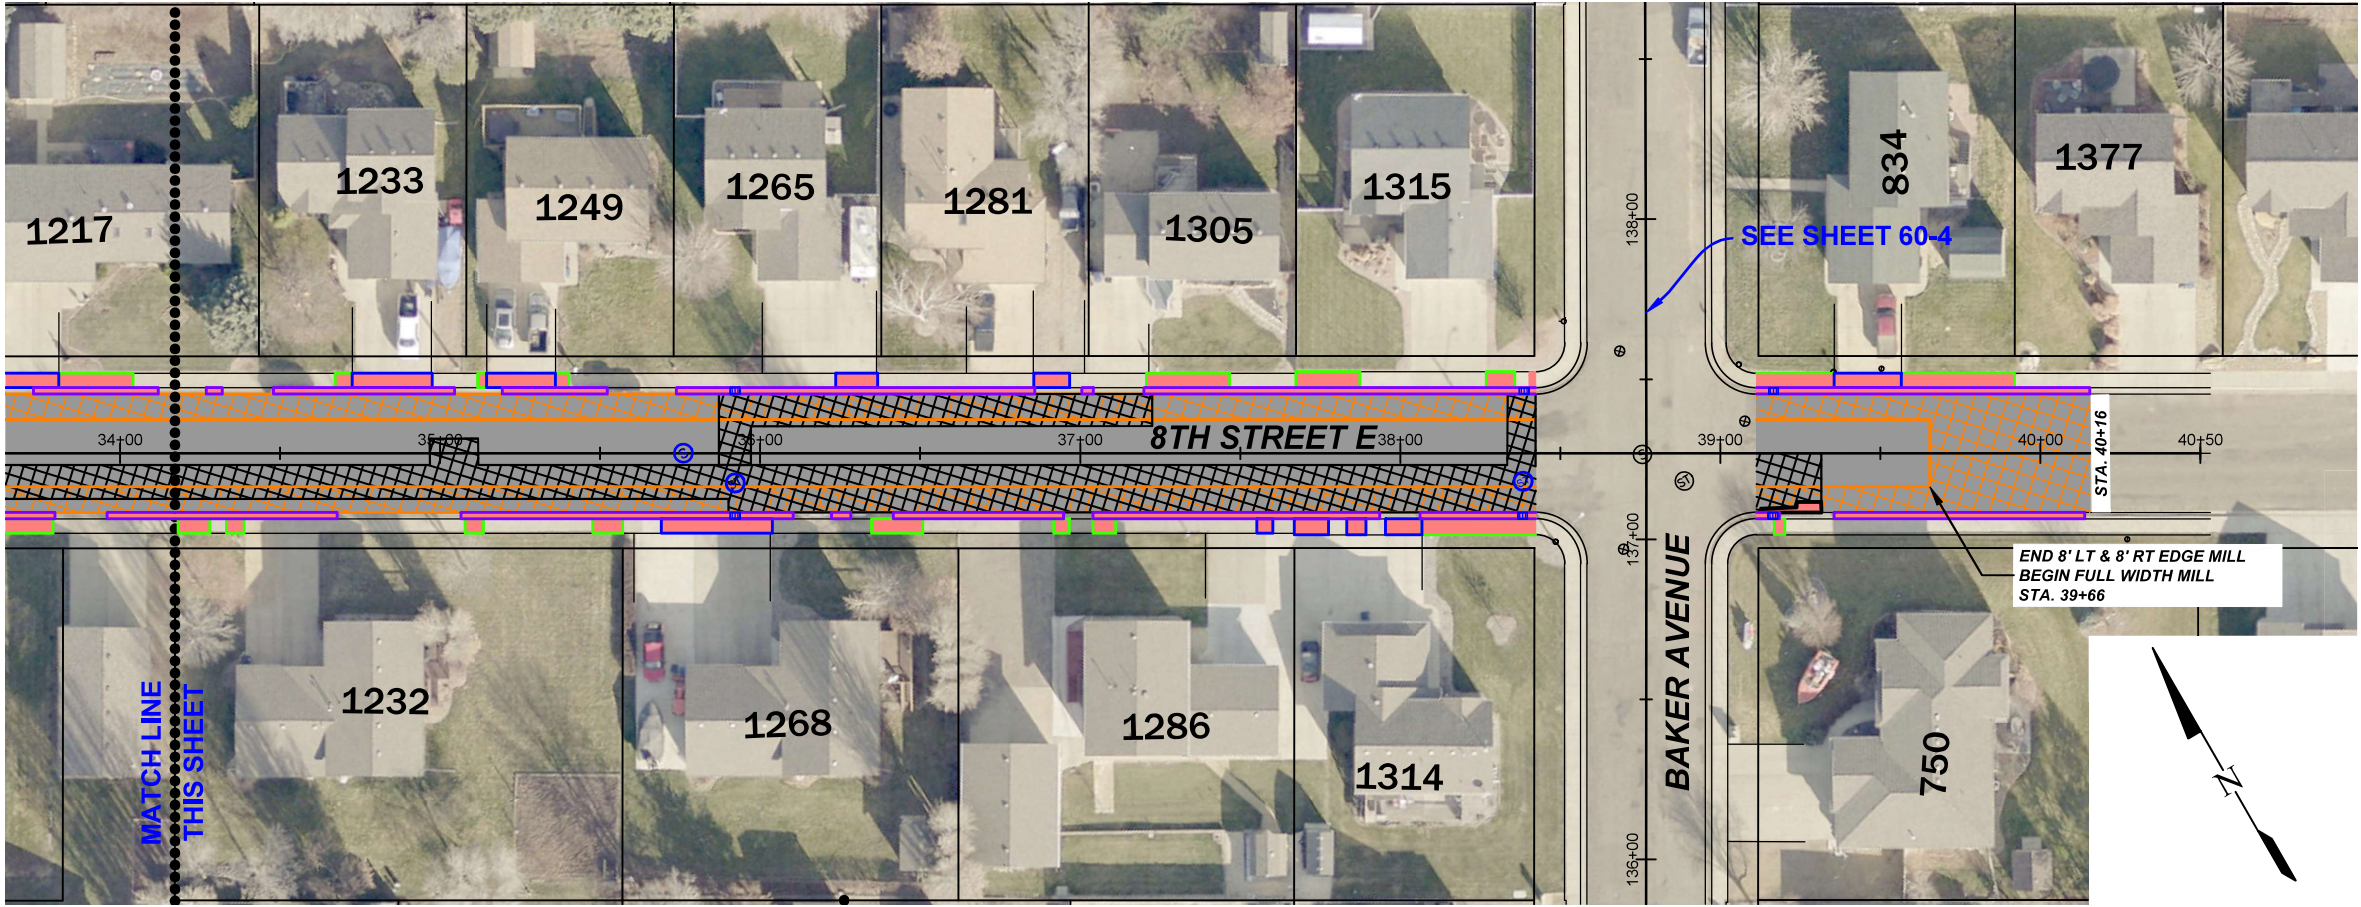 1217
1233
1249
1265
1281
1305
1315
834
1377
138+00
SEE SHEET 60-4
34+00
35+00
36+00
37+00
8TH STREET E
38+00
39+00
40+00
40+50
STA. 40+16
137+00
END 8' LT & 8' RT EDGE MILL
BEGIN FULL WIDTH MILL
STA. 39+66
BAKER AVENUE
MATCH LINE
THIS SHEET
1232
1268
1286
1314
750
136+00
N